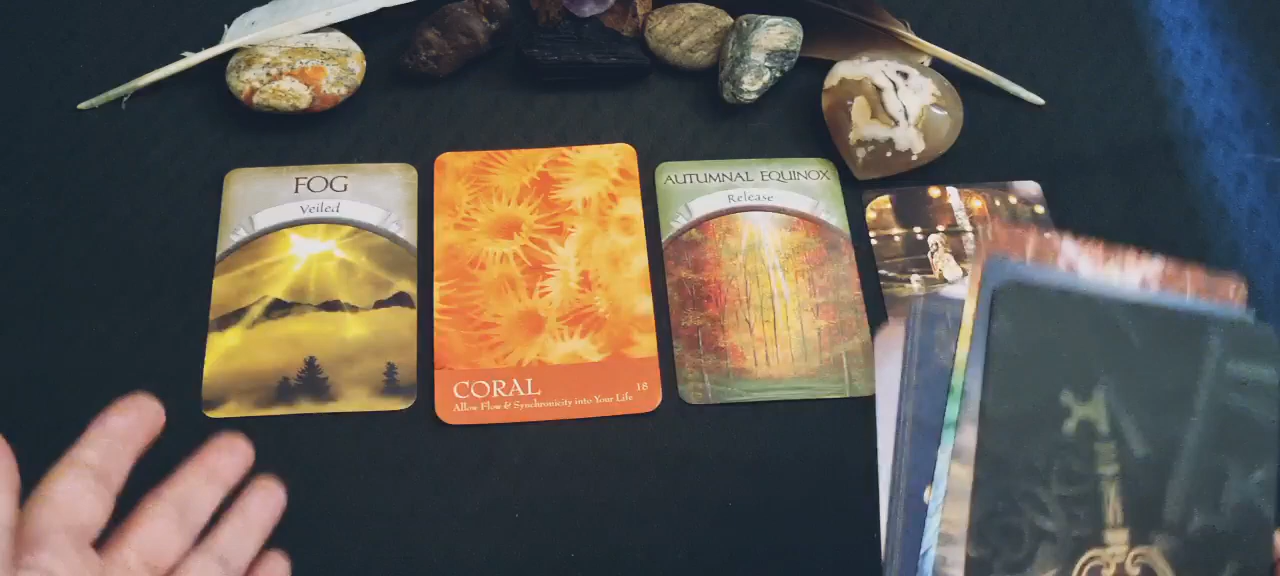 FOG
Veiled
CORAL
18
Allow Flow & Synchronicity into Your Life
AUTUMNAL EQUINOX
Release